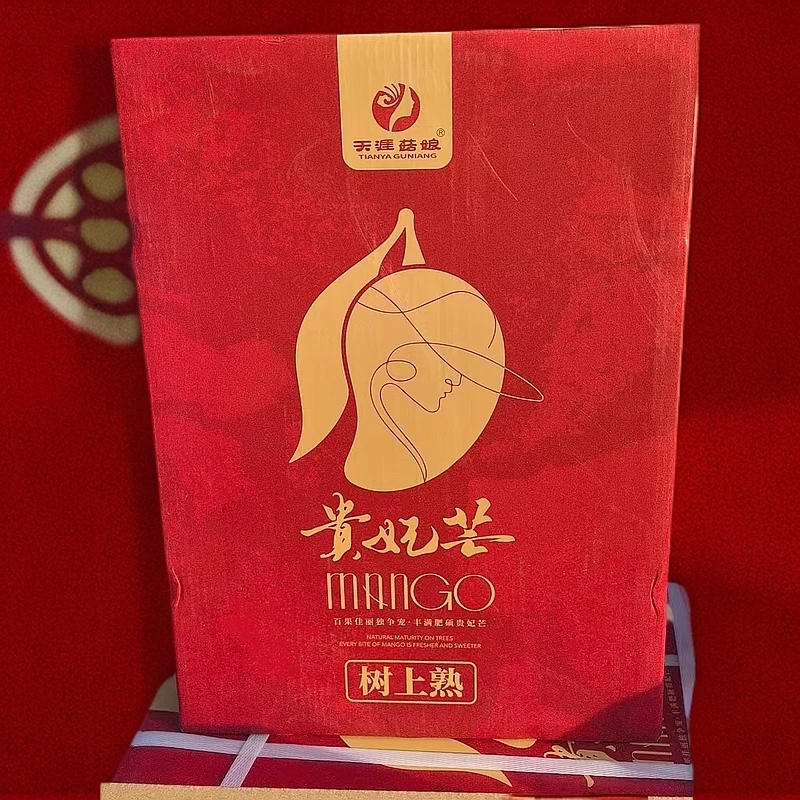 天涯菇娘®
TIANYA GUNIANG
貴妃芒
MANGO
百果佳丽独争宠·丰满肥硕贵妃芒
NATURAL MATURITY ON TREES
EVERY BITE OF MANGO IS FRESHER AND SWEETER
树上熟